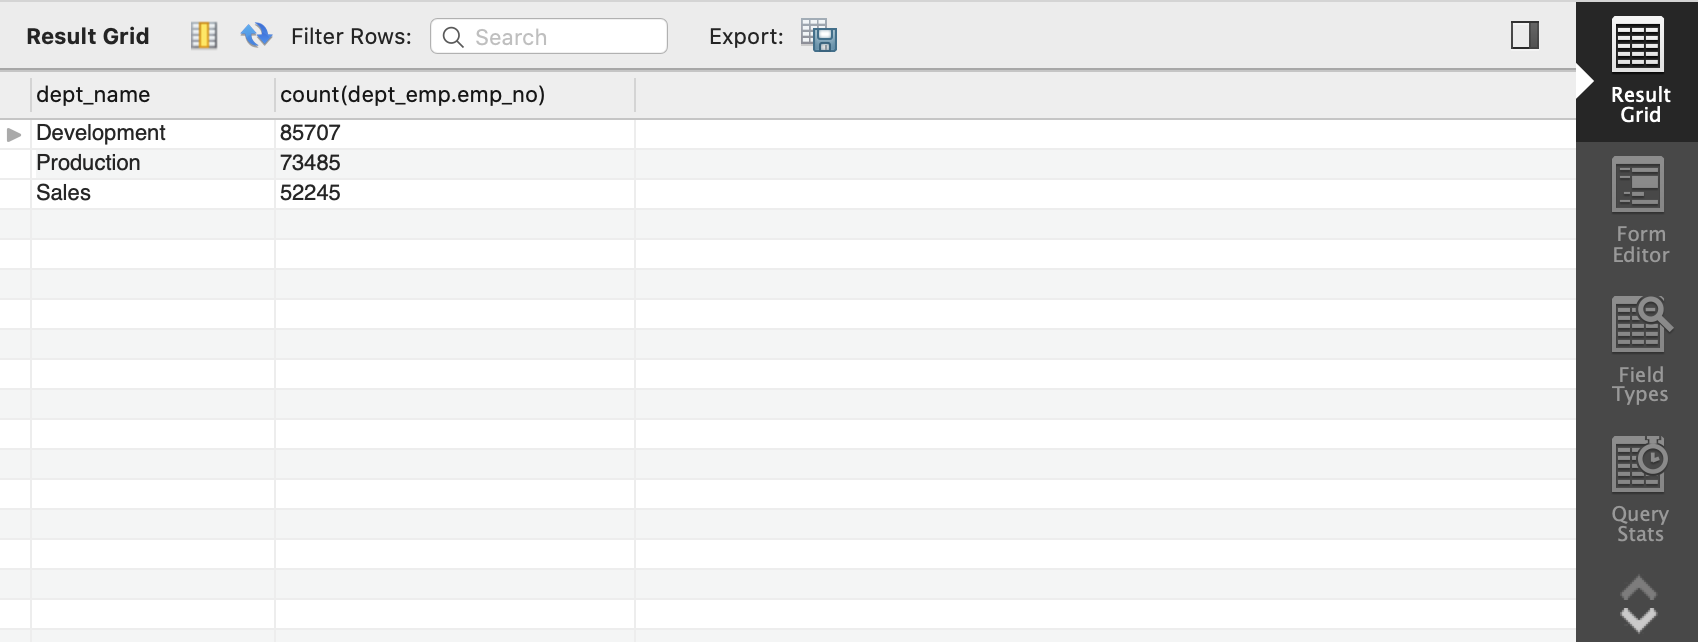 Result Grid Filter Rows: Search Export:
dept_name count(dept_emp.emp_no)
Development 85707
Production 73485
Sales 52245
Result
Grid
Form
Editor
Field
Types
Query
Stats